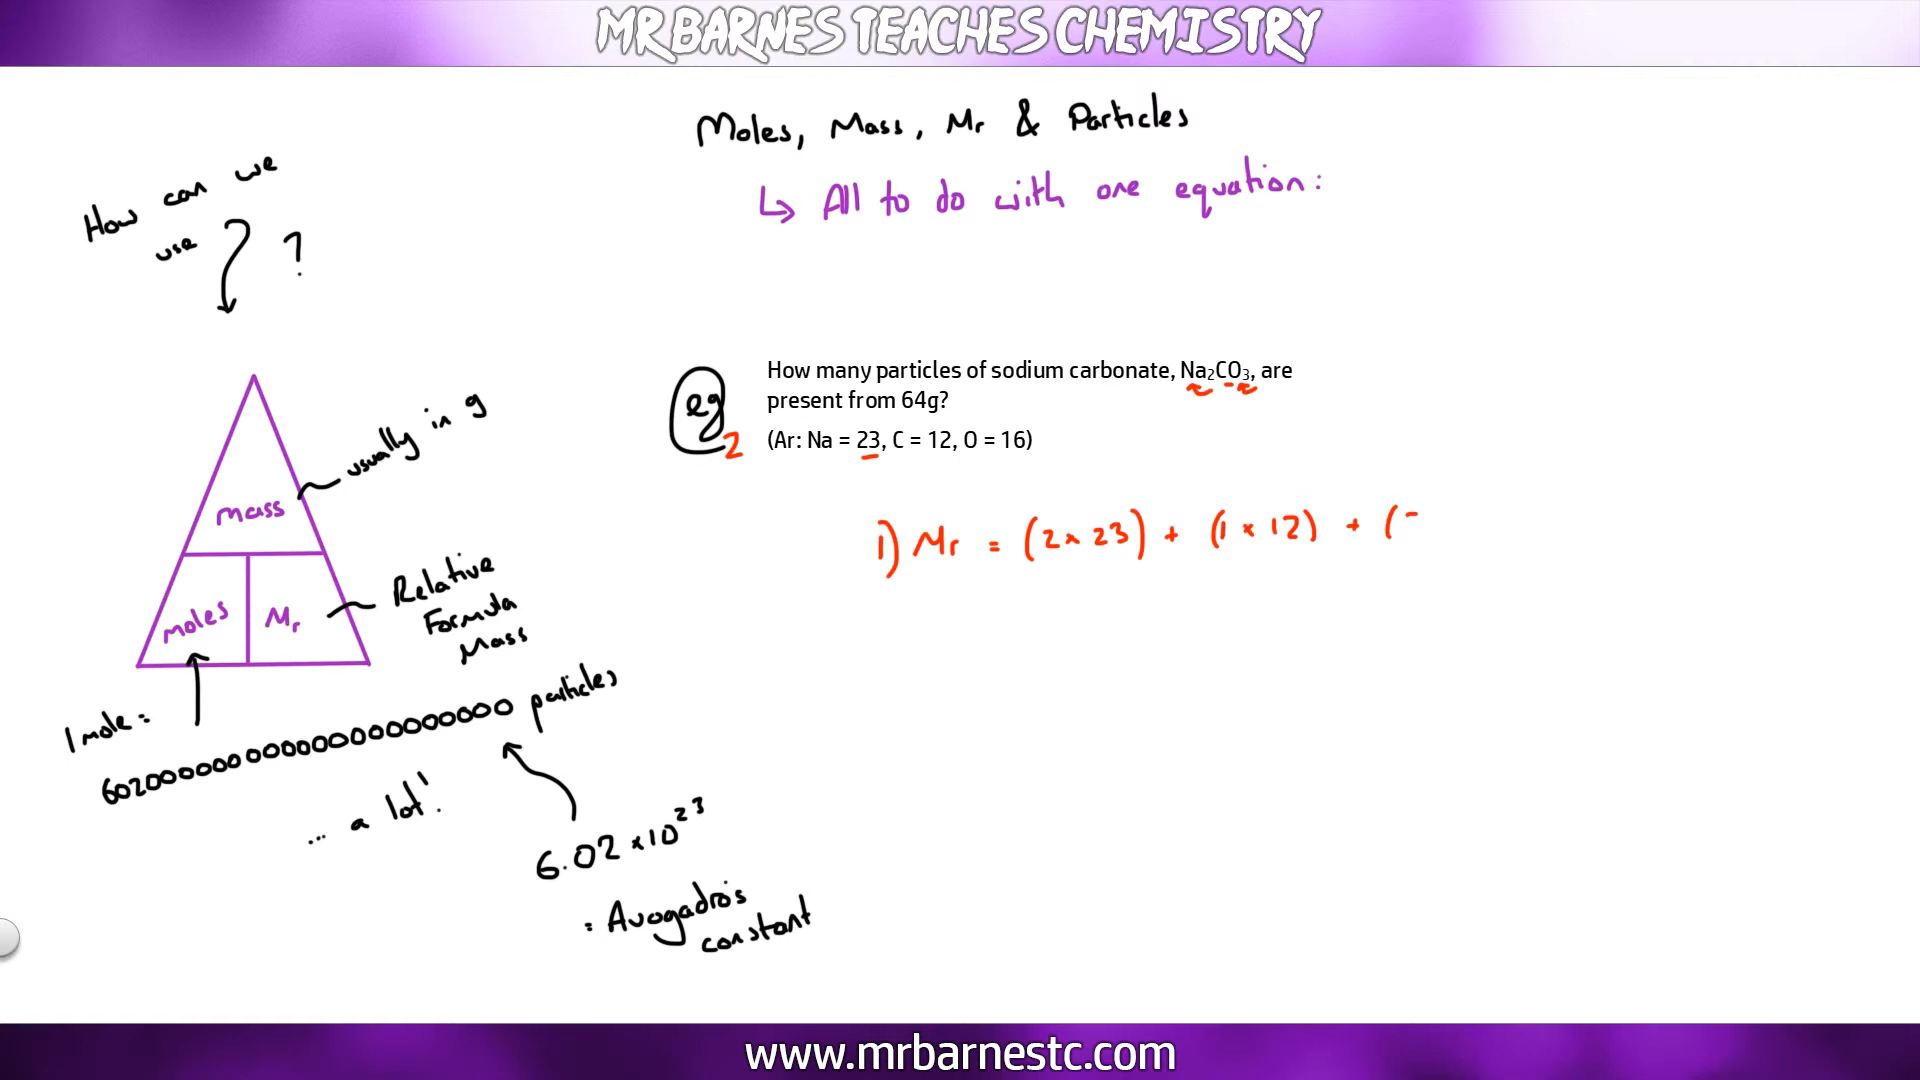 MR BARNES TEACHES CHEMISTRY
Moles, Mass, Mr & Particles
↳ All to do with one equation:
How can we
use ?
mass
usually in g
moles
Mr
Relative
Formula
Mass
1 mole =
602000000000000000000000 particles
... a lot!
6.02 × 10²³
= Avogadro's
constant
eg 2
How many particles of sodium carbonate, Na₂CO₃, are
present from 64g?
(Ar: Na = 23, C = 12, O = 16)
1) Mr = (2 × 23) + (1 × 12) + (
www.mrbarnestc.com